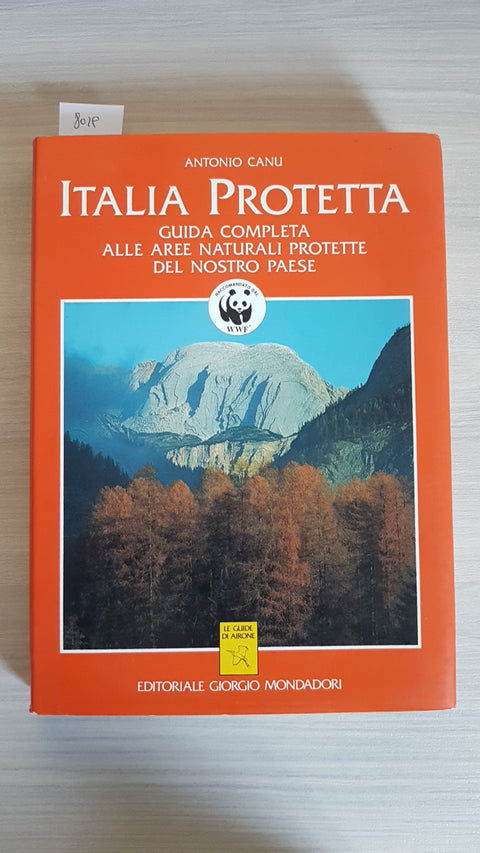 8029
ANTONIO CANU
ITALIA PROTETTA
GUIDA COMPLETA
ALLE AREE NATURALI PROTETTE
DEL NOSTRO PAESE
RACCOMANDATO DAL
WWF
LE GUIDE
DI AIRONE
EDITORIALE GIORGIO MONDADORI